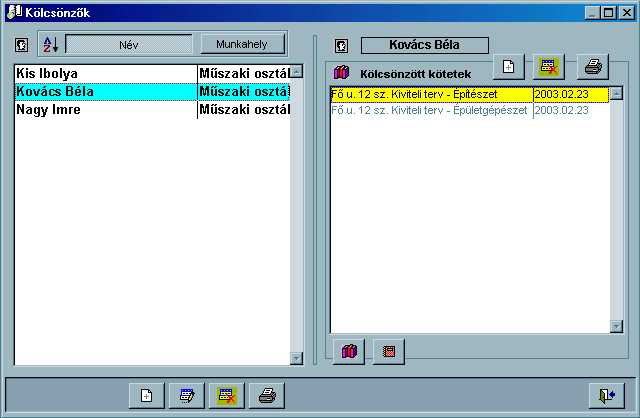 Kölcsönzők
Név Munkahely
Kis Ibolya Műszaki osztál
Kovács Béla Műszaki osztá
Nagy Imre Műszaki osztál
Kovács Béla
Kölcsönzött kötetek
Fő u. 12 sz. Kiviteli terv - Építészet 2003.02.23
Fő u. 12 sz. Kiviteli terv - Épületgépészet 2003.02.23